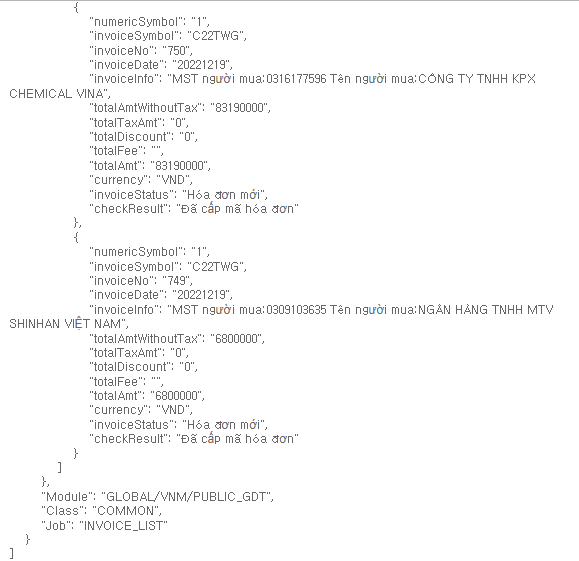 {
"numericSymbol": "1",
"invoiceSymbol": "C22TWG",
"invoiceNo": "750",
"invoiceDate": "20221219",
"invoiceInfo": "MST người mua:0316177596 Tên người mua:CÔNG TY TNHH KPX
CHEMICAL VINA",
"totalAmtWithoutTax": "83190000",
"totalTaxAmt": "0",
"totalDiscount": "0",
"totalFee": "",
"totalAmt": "83190000",
"currency": "VND",
"invoiceStatus": "Hóa đơn mới",
"checkResult": "Đã cấp mã hóa đơn"
},
{
"numericSymbol": "1",
"invoiceSymbol": "C22TWG",
"invoiceNo": "749",
"invoiceDate": "20221219",
"invoiceInfo": "MST người mua:0309103635 Tên người mua:NGÂN HÀNG TNHH MTV
SHINHAN VIỆT NAM",
"totalAmtWithoutTax": "6800000",
"totalTaxAmt": "0",
"totalDiscount": "0",
"totalFee": "",
"totalAmt": "6800000",
"currency": "VND",
"invoiceStatus": "Hóa đơn mới",
"checkResult": "Đã cấp mã hóa đơn"
}
]
},
"Module": "GLOBAL/VNM/PUBLIC_GDT",
"Class": "COMMON",
"Job": "INVOICE_LIST"
}
]